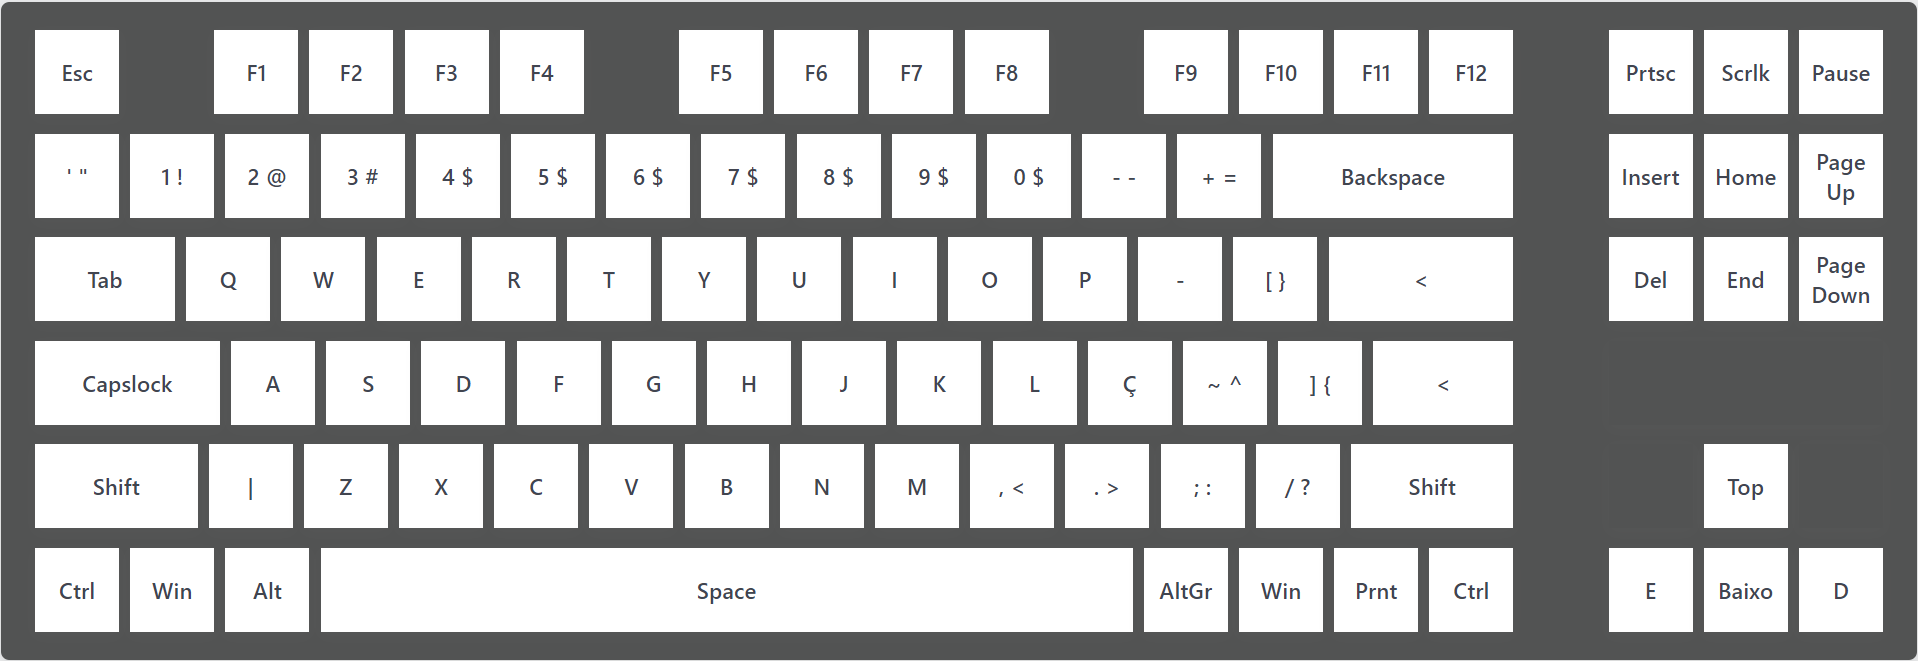 Esc F1 F2 F3 F4 F5 F6 F7 F8 F9 F10 F11 F12 Prtsc Scrlk Pause
' " 1 ! 2 @ 3 # 4 $ 5 $ 6 $ 7 $ 8 $ 9 $ 0 $ - - + = Backspace Insert Home Page Up
Tab Q W E R T Y U I O P - [ } < Del End Page Down
Capslock A S D F G H J K L Ç ~ ^ ] { <
Shift | Z X C V B N M , < . > ; : / ? Shift Top
Ctrl Win Alt Space AltGr Win Prnt Ctrl E Baixo D